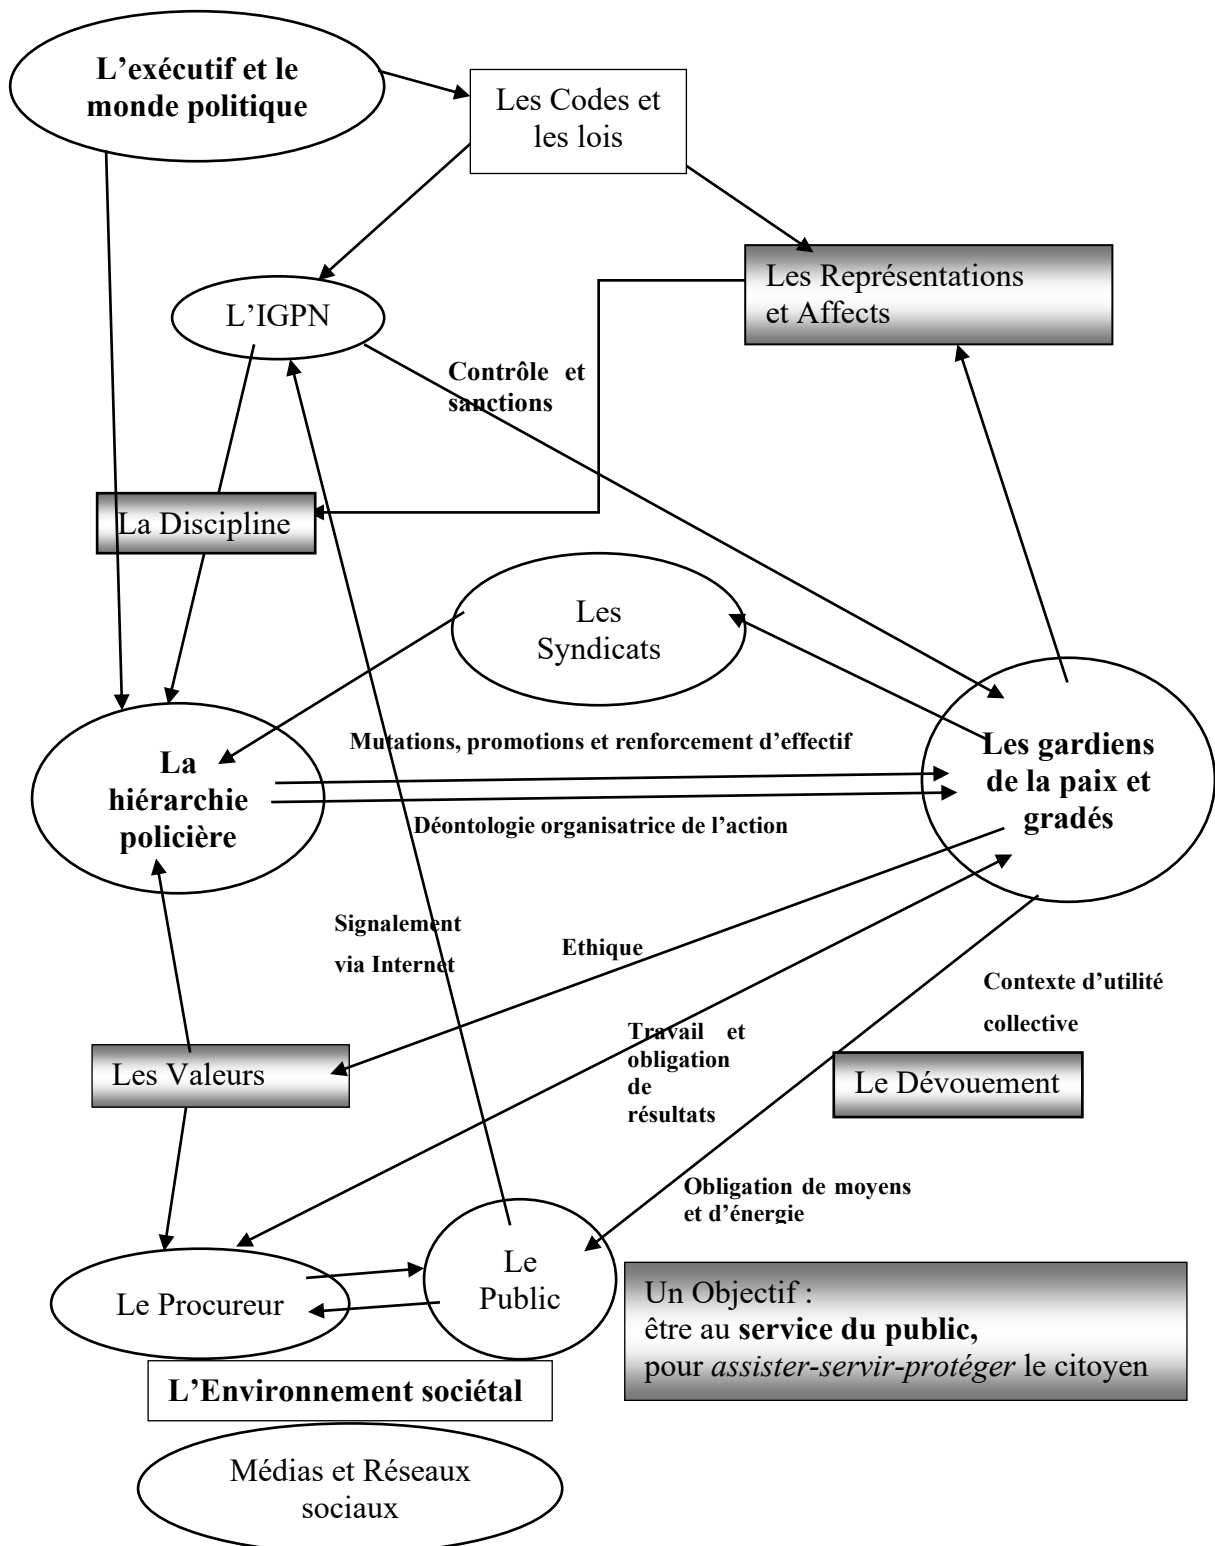 L’exécutif et le
monde politique
Les Codes et
les lois
Les Représentations
et Affects
L’IGPN
Contrôle et
sanctions
La Discipline
Les
Syndicats
Mutations, promotions et renforcement d’effectif
La
hiérarchie
policière
Les gardiens
de la paix et
gradés
Déontologie organisatrice de l’action
Signalement
via Internet
Ethique
Contexte d’utilité
collective
Travail et
obligation
de
résultats
Les Valeurs
Le Dévouement
Obligation de moyens
et d’énergie
Le
Public
Le Procureur
Un Objectif :
être au service du public,
pour assister-servir-protéger le citoyen
L’Environnement sociétal
Médias et Réseaux
sociaux